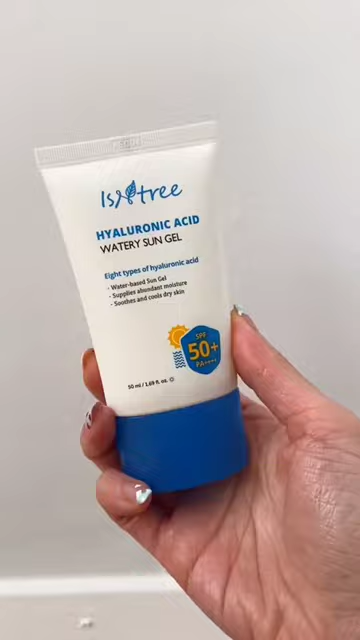 Isntree
HYALURONIC ACID
WATERY SUN GEL
Eight types of hyaluronic acid
- Water-based Sun Gel
- Supplies abundant moisture
- Soothes and cools dry skin
SPF
50+
PA++++
50 ml / 1.69 fl. oz.